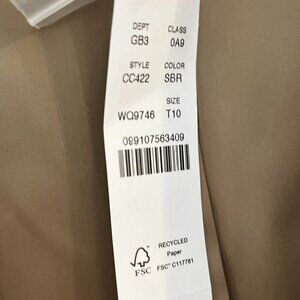 DEPT CLASS
GB3 0A9
STYLE COLOR
CC422 SBR
SIZE
WQ9746 T10
099107563409
RECYCLED
Paper
FSC FSC® C117781